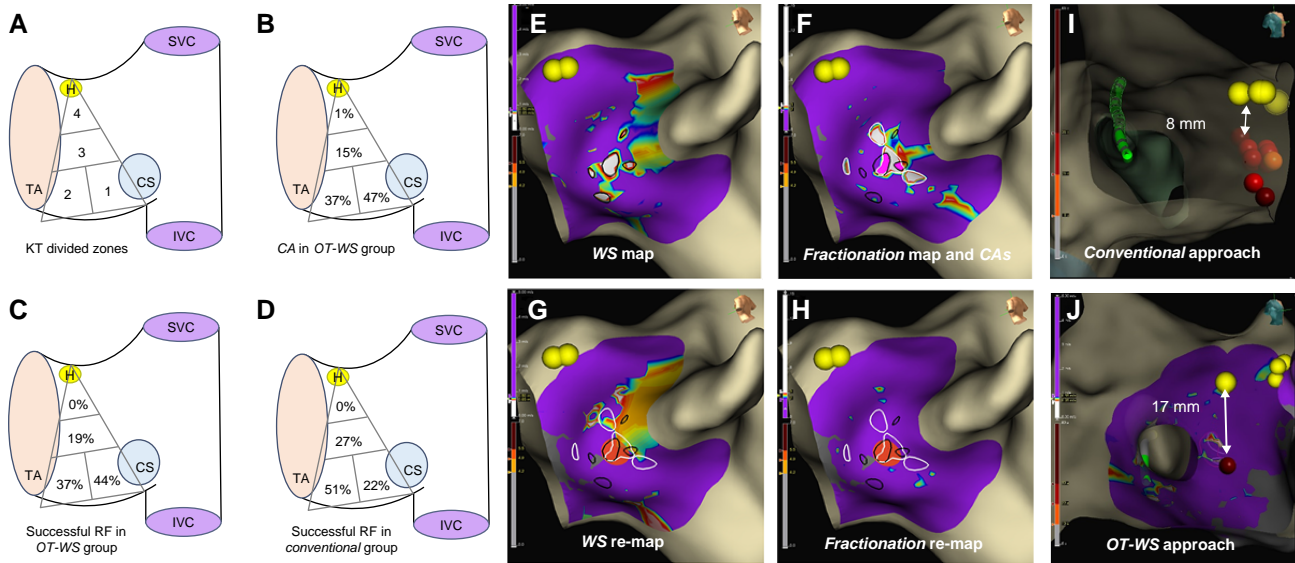 A
SVC
H
4
3
2
1
TA
CS
IVC
KT divided zones
B
SVC
H
1%
15%
37%
47%
TA
CS
IVC
CA in OT-WS group
C
SVC
H
0%
19%
37%
44%
TA
CS
IVC
Successful RF in
OT-WS group
D
SVC
H
0%
27%
51%
22%
TA
CS
IVC
Successful RF in
conventional group
E
WS map
F
Fractionation map and CAs
G
WS re-map
H
Fractionation re-map
I
8 mm
Conventional approach
J
17 mm
OT-WS approach